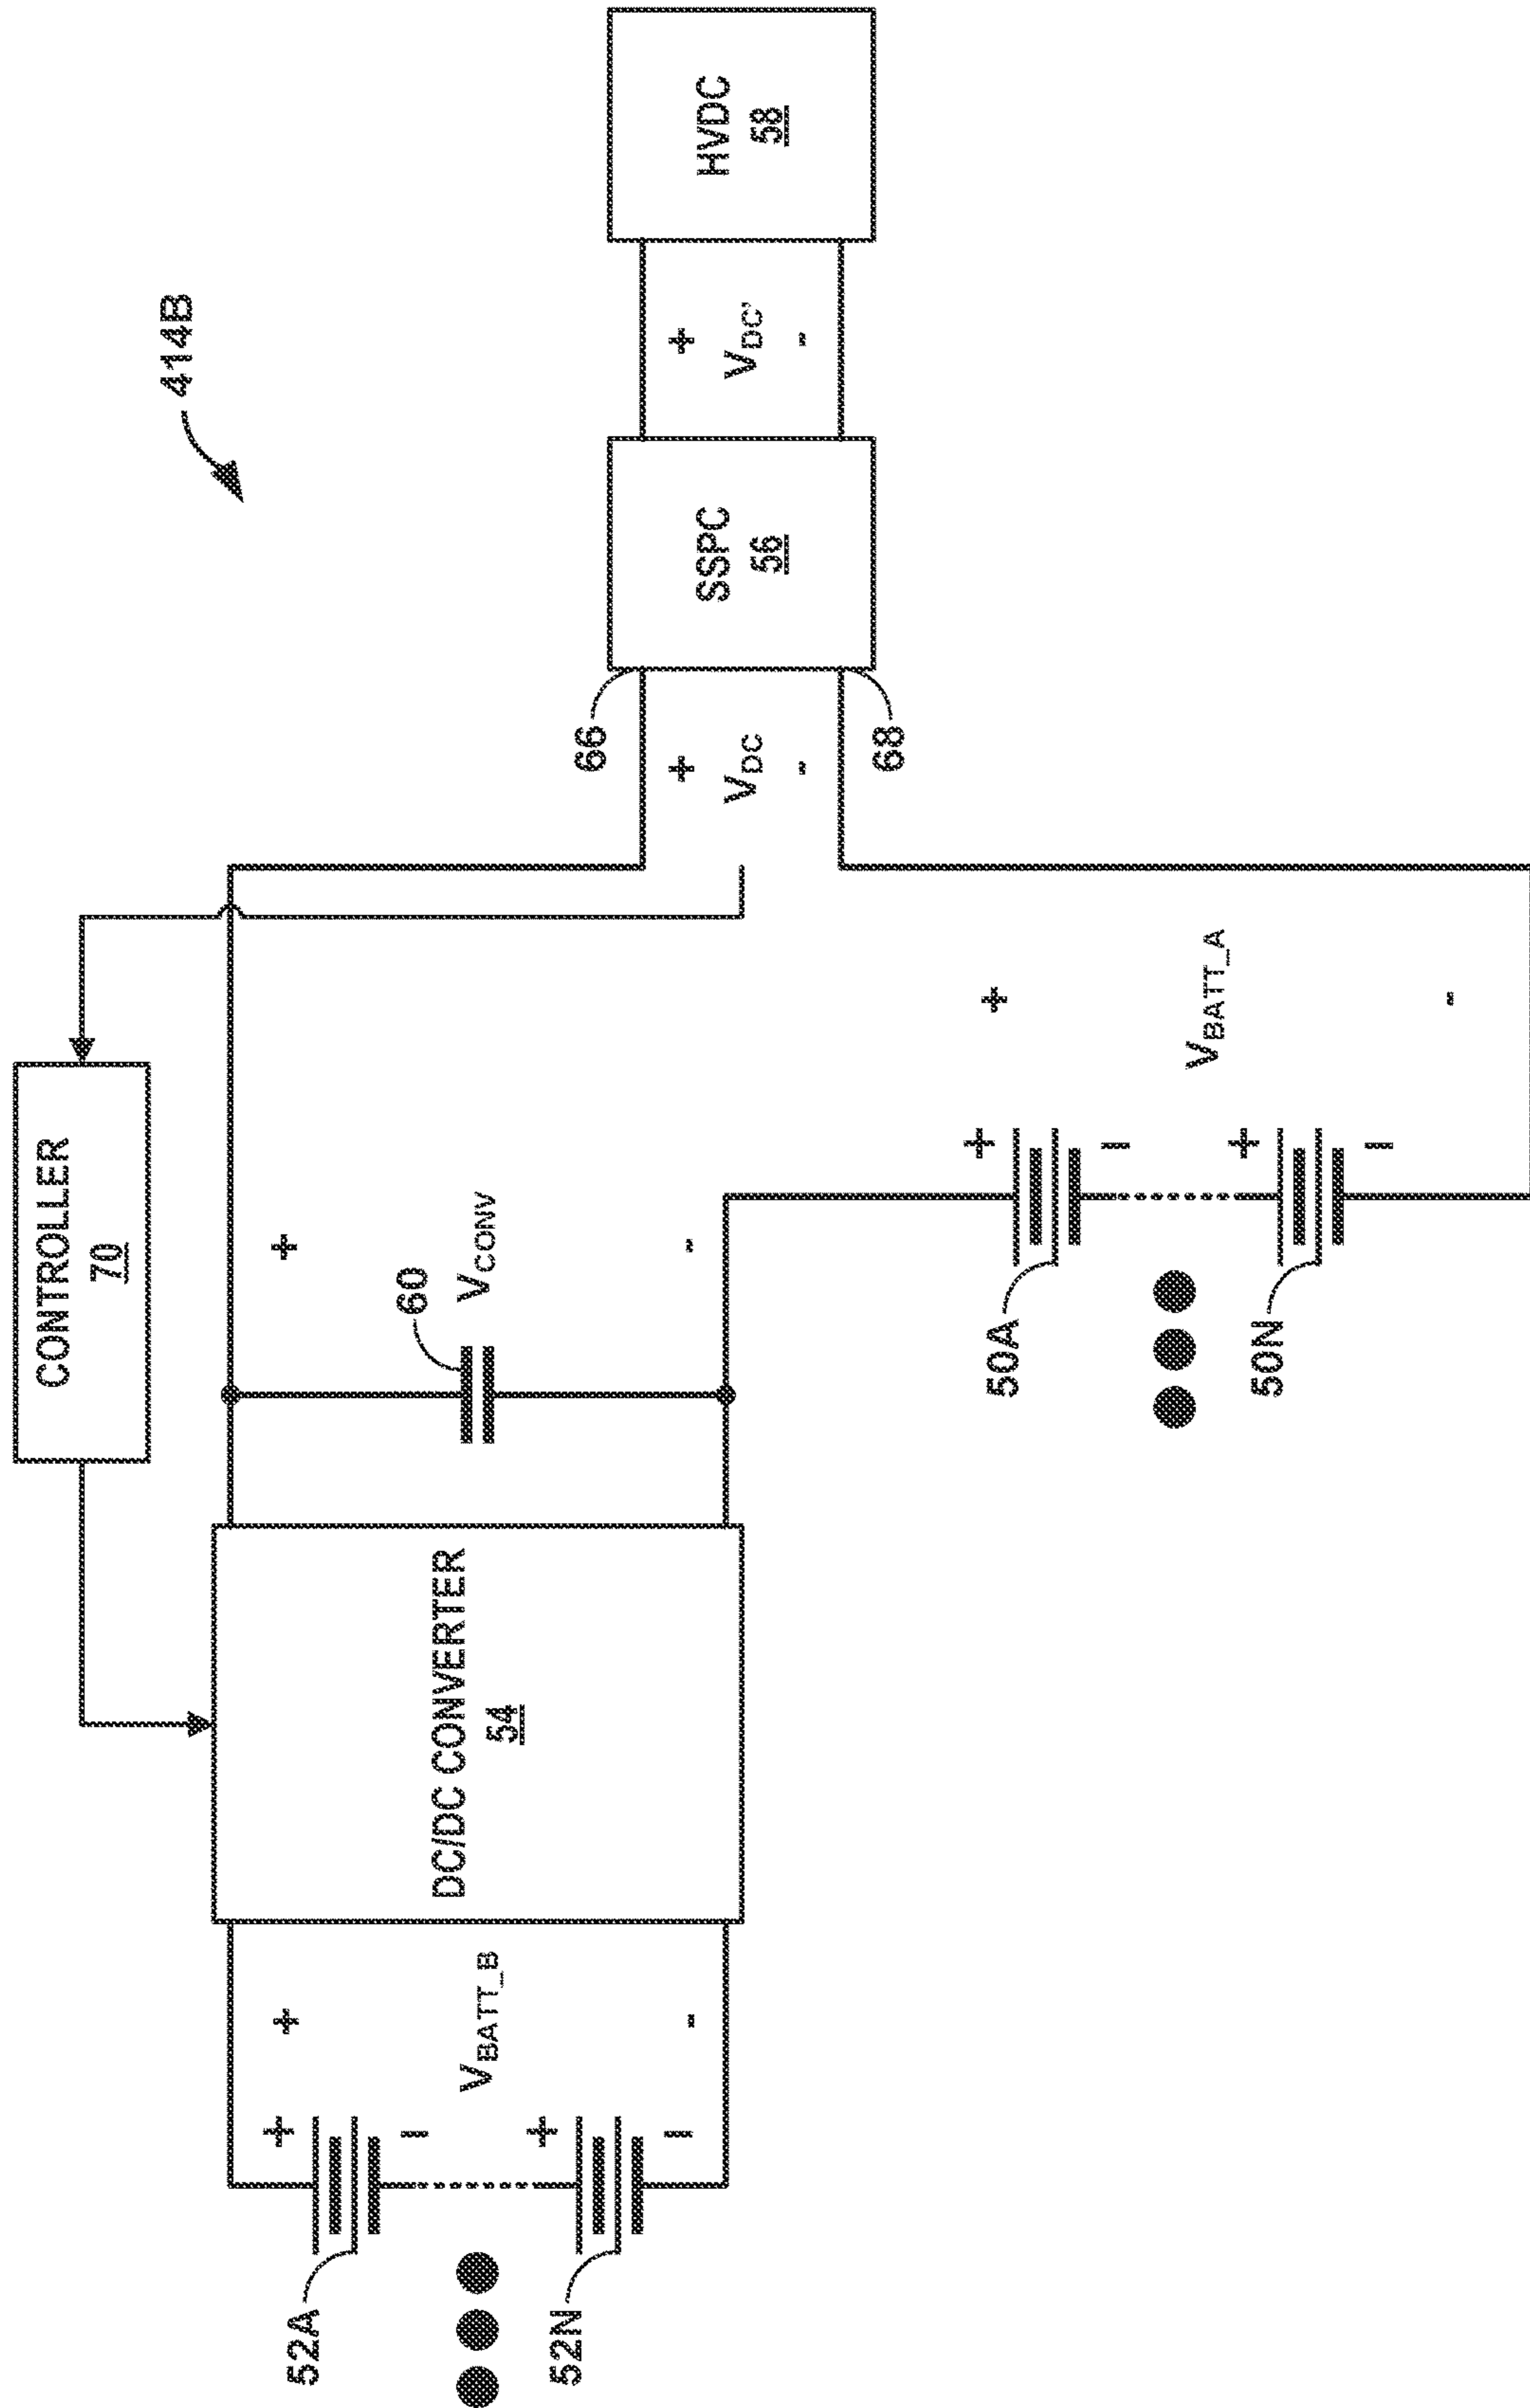 414B
CONTROLLER
70
52A
52N
+
-
+
-
+
VBATT_B
-
DC/DC CONVERTER
54
60
+
VCONV
-
50A
50N
+
-
+
-
+
VBATT_A
-
66
68
+
VDC
-
SSPC
56
+
VDC'
-
HVDC
58